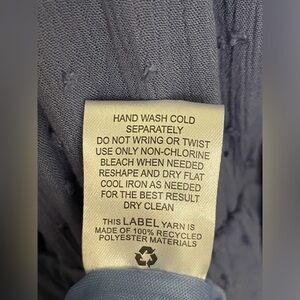 HAND WASH COLD
SEPARATELY
DO NOT WRING OR TWIST
USE ONLY NON-CHLORINE
BLEACH WHEN NEEDED
RESHAPE AND DRY FLAT
COOL IRON AS NEEDED
FOR THE BEST RESULT
DRY CLEAN
THIS LABEL YARN IS
MADE OF 100% RECYCLED
POLYESTER MATERIALS